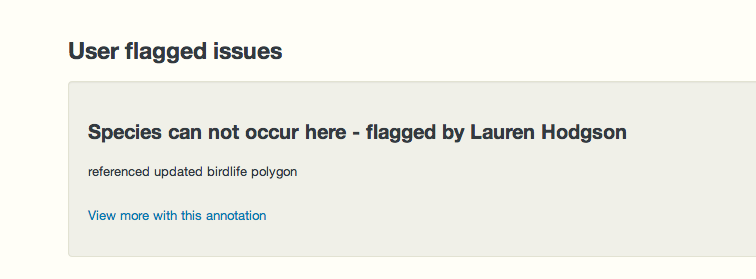 User flagged issues
Species can not occur here - flagged by Lauren Hodgson
referenced updated birdlife polygon
View more with this annotation